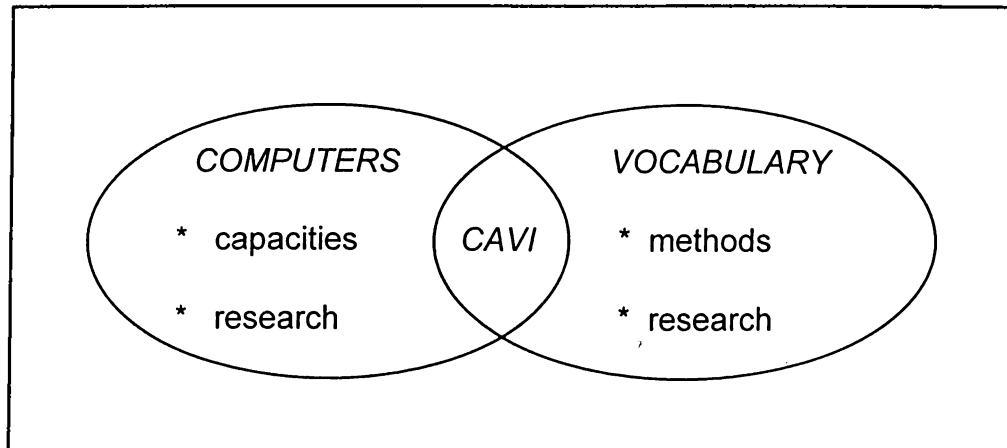 COMPUTERS
* capacities
* research
CAVI
VOCABULARY
* methods
* research